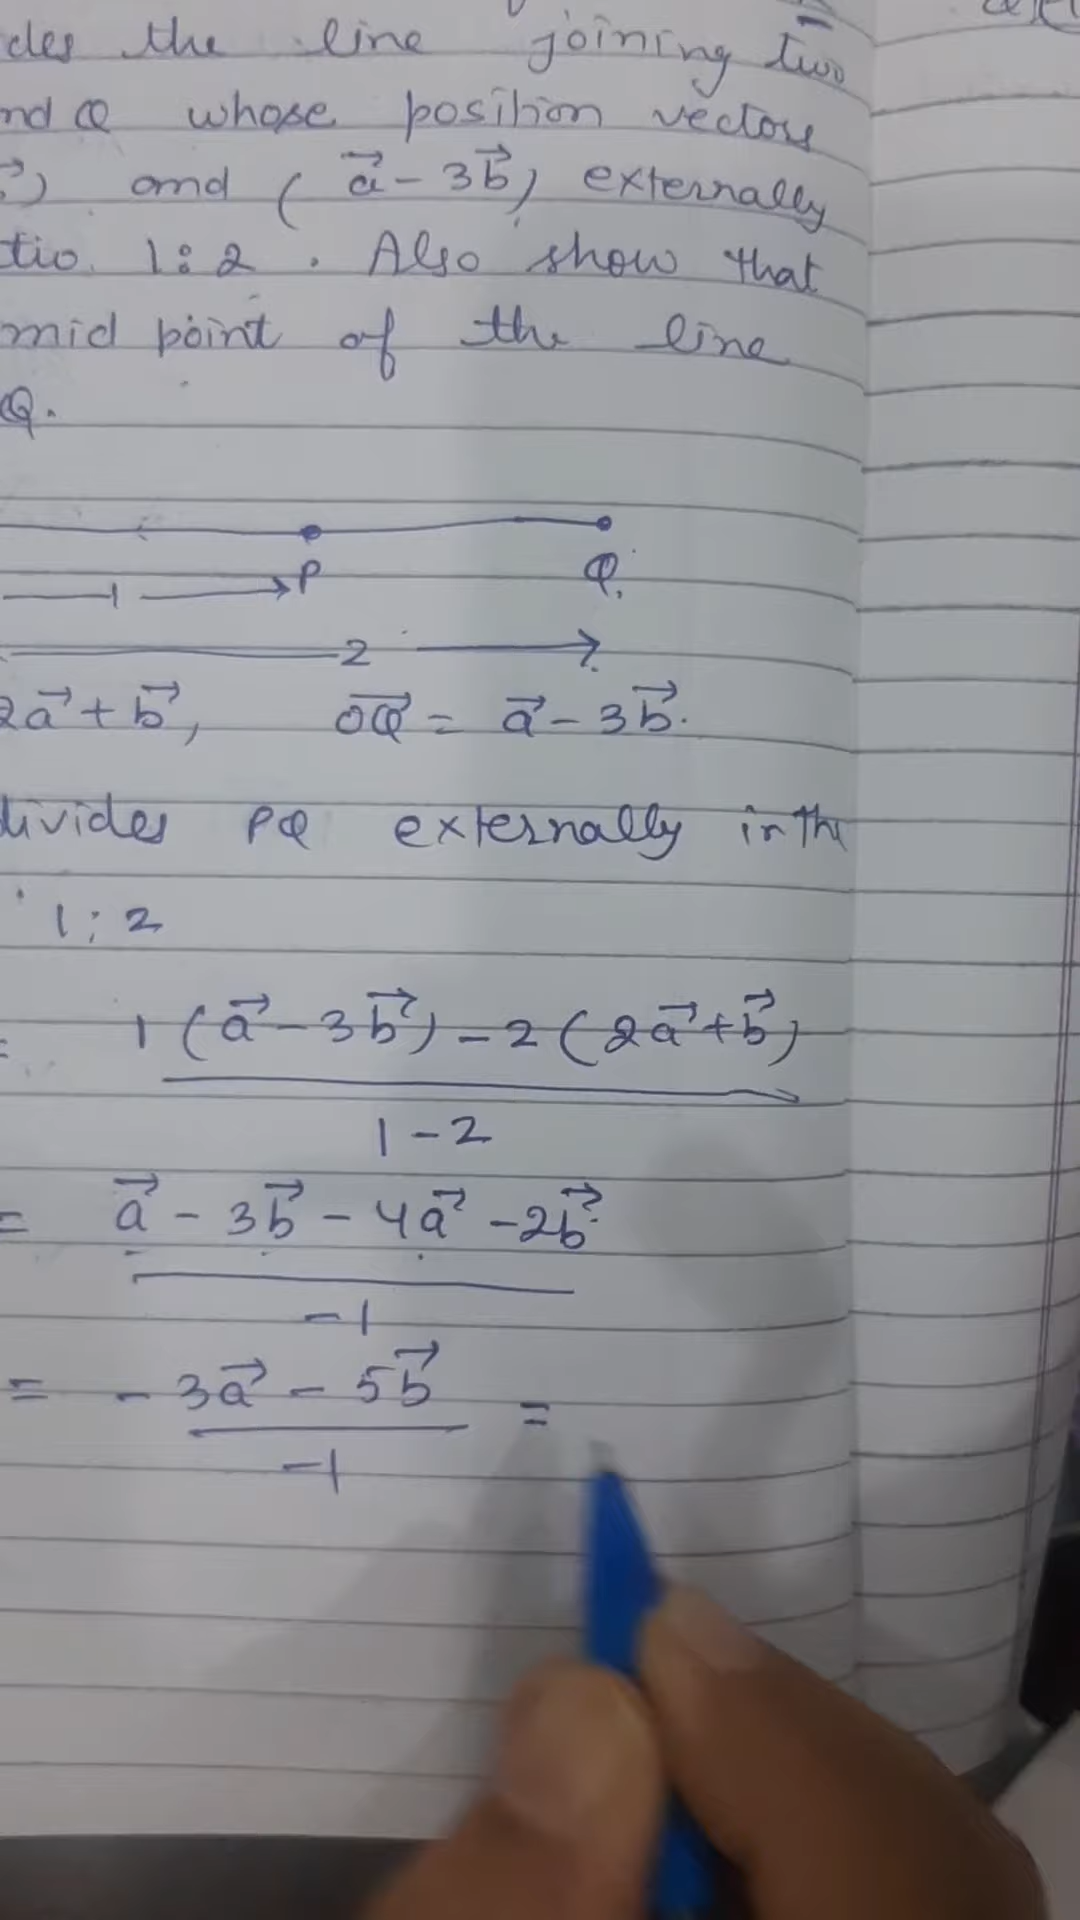 des the line joining two
nd Q whose position vectors
) and (a⃗ - 3b⃗) externally
tio 1:2. Also show that
mid point of the line
Q.
P Q.
1
2
2a⃗ + b⃗, OQ⃗ = a⃗ - 3b⃗.
divides PQ externally in the
1:2
= 1(a⃗ - 3b⃗) - 2(2a⃗ + b⃗)
1 - 2
= a⃗ - 3b⃗ - 4a⃗ - 2b⃗
-1
= - 3a⃗ - 5b⃗ =
-1